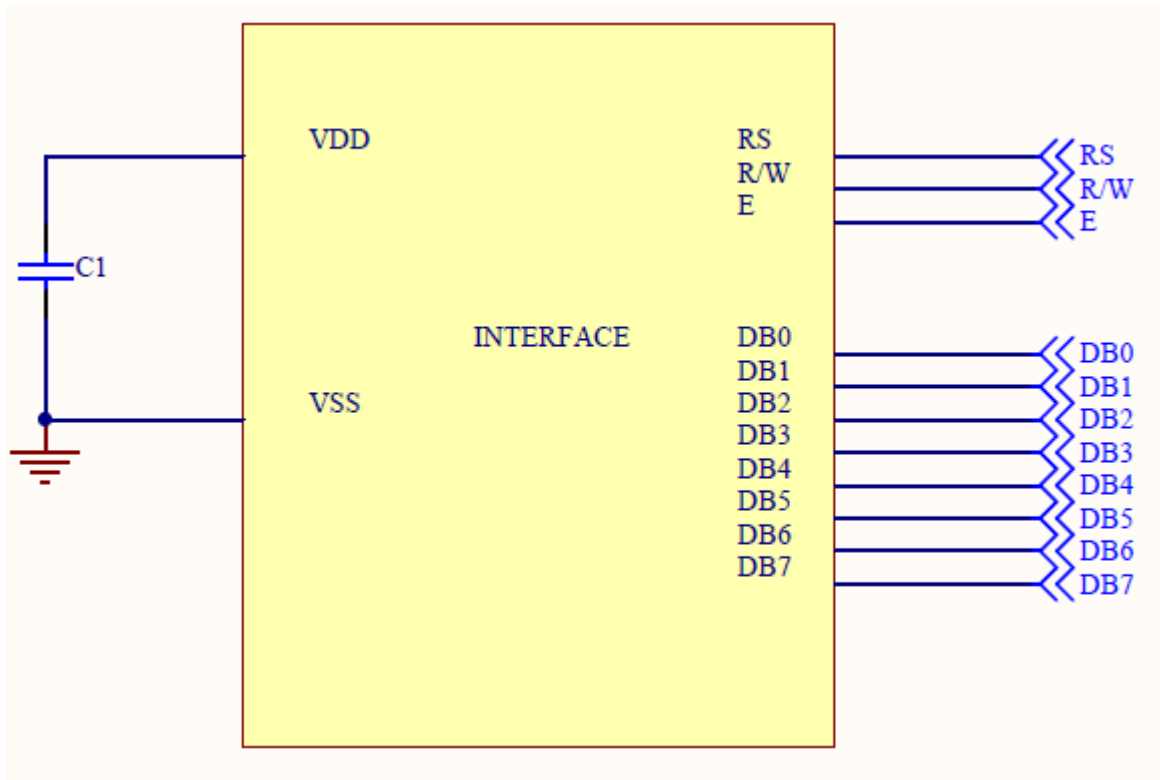 VDD
RS
RS
R/W
R/W
E
E
C1
INTERFACE
DB0
DB0
DB1
DB1
VSS
DB2
DB2
DB3
DB3
DB4
DB4
DB5
DB5
DB6
DB6
DB7
DB7